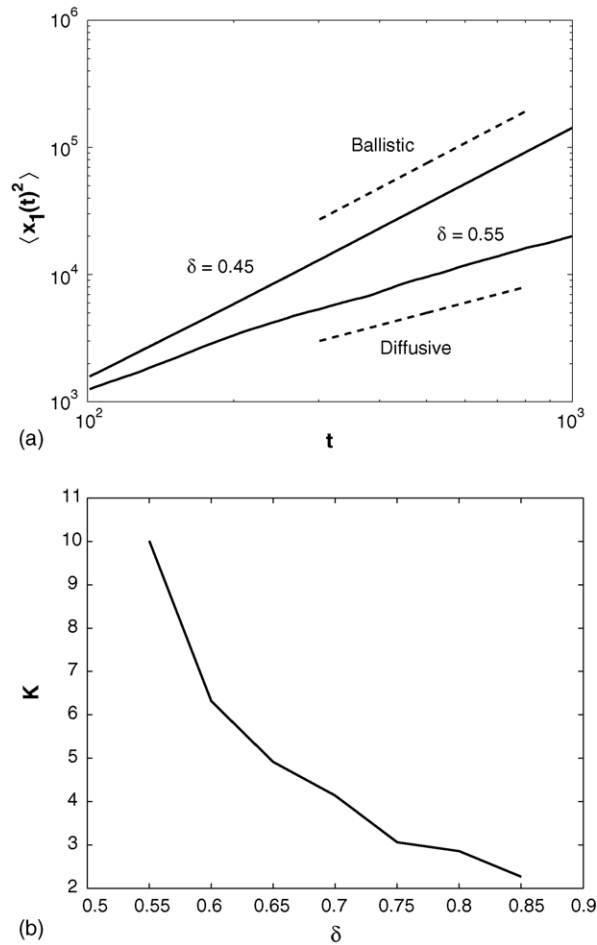 10^6
10^5
10^4
10^3
⟨x₁(t)²⟩
Ballistic
δ = 0.45
δ = 0.55
Diffusive
10^2
10^3
t
(a)
11
10
9
8
7
6
5
4
3
2
K
0.5 0.55 0.6 0.65 0.7 0.75 0.8 0.85 0.9
δ
(b)